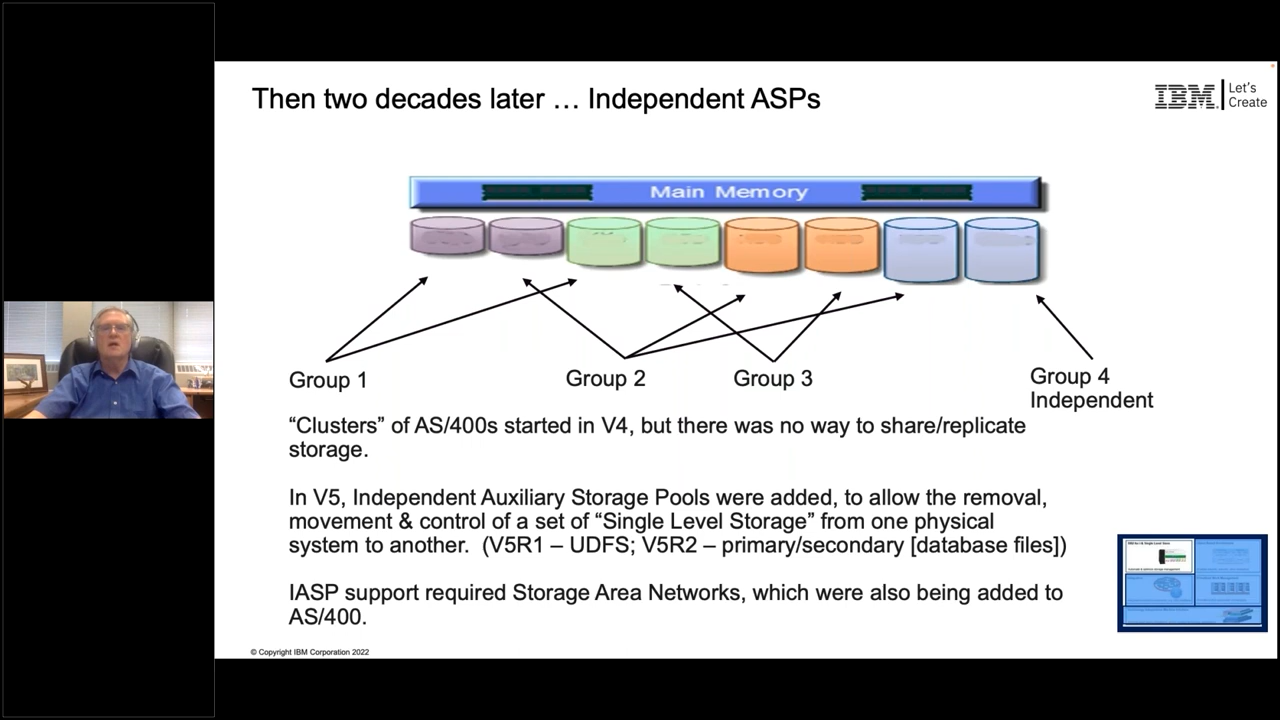 Then two decades later … Independent ASPs
IBM
Let's
Create
Main Memory
Group 1
Group 2
Group 3
Group 4
Independent
“Clusters” of AS/400s started in V4, but there was no way to share/replicate
storage.
In V5, Independent Auxiliary Storage Pools were added, to allow the removal,
movement & control of a set of “Single Level Storage” from one physical
system to another.  (V5R1 – UDFS; V5R2 – primary/secondary [database files])
IASP support required Storage Area Networks, which were also being added to
AS/400.
© Copyright IBM Corporation 2022